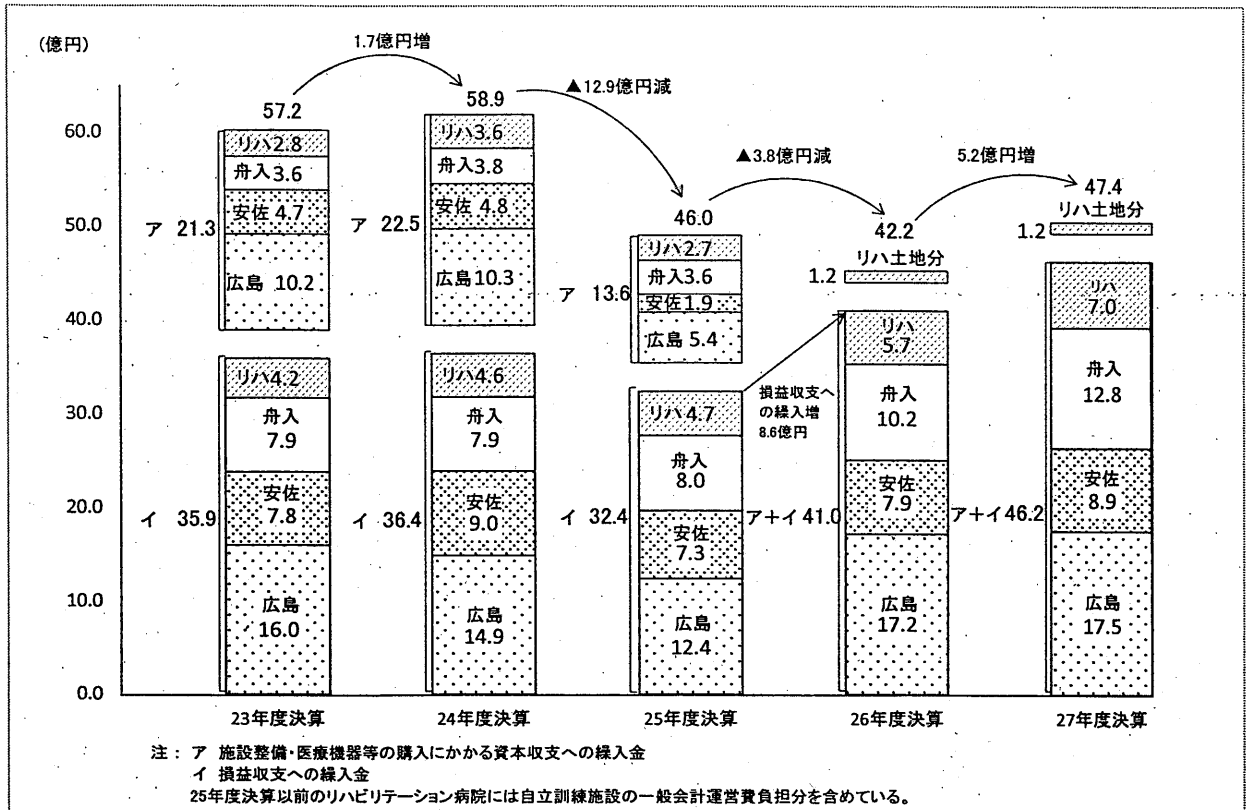 (億円)
1.7億円増
▲12.9億円減
▲3.8億円減
5.2億円増
60.0
50.0
40.0
30.0
20.0
10.0
0.0
57.2
リハ2.8
舟入3.6
安佐 4.7
広島 10.2
ア 21.3
リハ4.2
舟入
7.9
安佐
7.8
広島
16.0
イ 35.9
23年度決算
58.9
リハ3.6
舟入3.8
安佐 4.8
広島10.3
ア 22.5
リハ4.6
舟入
7.9
安佐
9.0
広島
14.9
イ 36.4
24年度決算
46.0
リハ2.7
舟入3.6
安佐1.9
広島 5.4
ア 13.6
リハ 4.7
舟入
8.0
安佐
7.3
広島
12.4
イ 32.4
25年度決算
損益収支へ
の繰入増
8.6億円
42.2
リハ土地分
1.2
リハ
5.7
舟入
10.2
安佐
7.9
広島
17.2
ア+イ 41.0
26年度決算
47.4
リハ土地分
1.2
リハ
7.0
舟入
12.8
安佐
8.9
広島
17.5
ア+イ46.2
27年度決算
注: ア 施設整備・医療機器等の購入にかかる資本収支への繰入金
イ 損益収支への繰入金
25年度決算以前のリハビリテーション病院には自立訓練施設の一般会計運営費負担分を含めている。